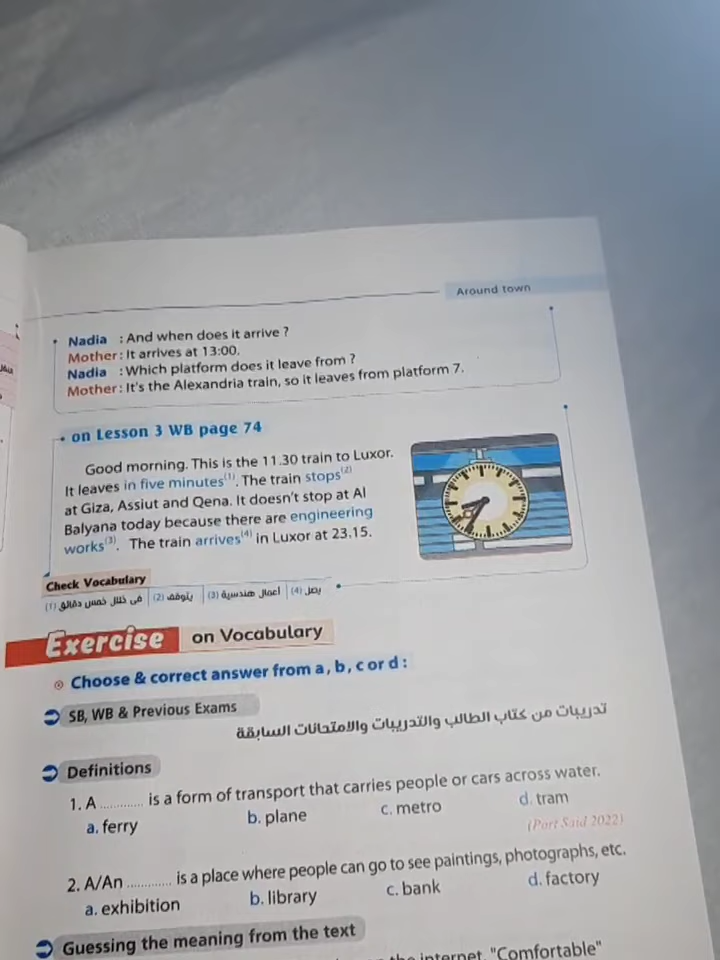 Around town
Nadia : And when does it arrive ?
Mother : It arrives at 13:00.
Nadia : Which platform does it leave from ?
Mother : It's the Alexandria train, so it leaves from platform 7.
• on Lesson 3 WB page 74
Good morning. This is the 11.30 train to Luxor.
It leaves in five minutes(1). The train stops(2)
at Giza, Assiut and Qena. It doesn't stop at Al
Balyana today because there are engineering
works(3). The train arrives(4) in Luxor at 23.15.
Check Vocabulary
(1) فى خلال خمس دقائق (2) يتوقف (3) أعمال هندسية (4) يصل
Exercise on Vocabulary
Choose & correct answer from a , b , c or d :
SB, WB & Previous Exams
تدريبات من كتاب الطالب والتدريبات والامتحانات السابقة
Definitions
1. A ............ is a form of transport that carries people or cars across water.
a. ferry b. plane c. metro d. tram
(Port Said 2022)
2. A/An ............ is a place where people can go to see paintings, photographs, etc.
a. exhibition b. library c. bank d. factory
Guessing the meaning from the text
the internet. "Comfortable"